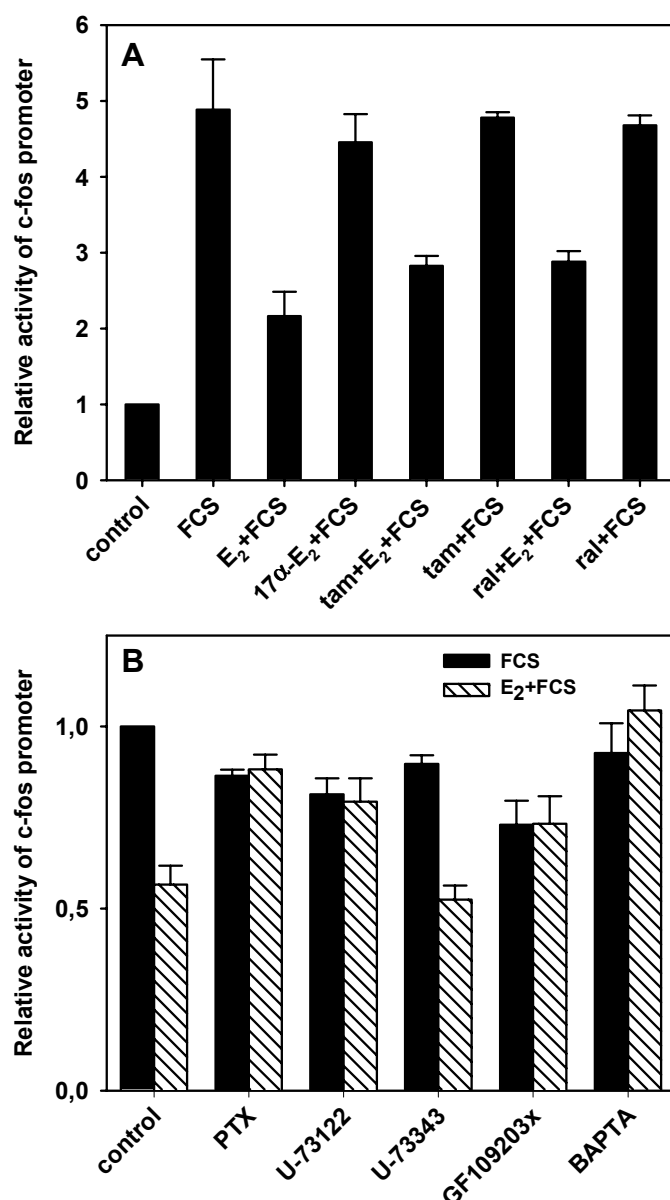 A
Relative activity of c-fos promoter
6
5
4
3
2
1
0
control
FCS
E₂+FCS
17α-E₂+FCS
tam+E₂+FCS
tam+FCS
ral+E₂+FCS
ral+FCS
B
FCS
E₂+FCS
Relative activity of c-fos promoter
1,0
0,5
0,0
control
PTX
U-73122
U-73343
GF109203x
BAPTA